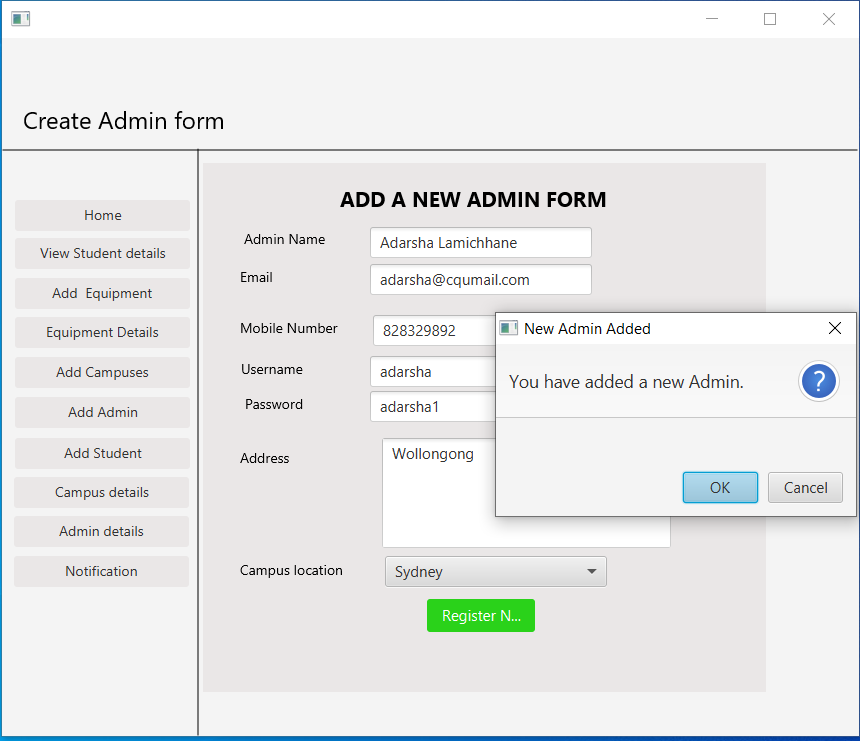 Create Admin form
Home
View Student details
Add  Equipment
Equipment Details
Add Campuses
Add Admin
Add Student
Campus details
Admin details
Notification
ADD A NEW ADMIN FORM
Admin Name Adarsha Lamichhane
Email adarsha@cqumail.com
Mobile Number 828329892
Username adarsha
Password adarsha1
Address Wollongong
Campus location Sydney
Register N...
New Admin Added
You have added a new Admin.
?
OK Cancel